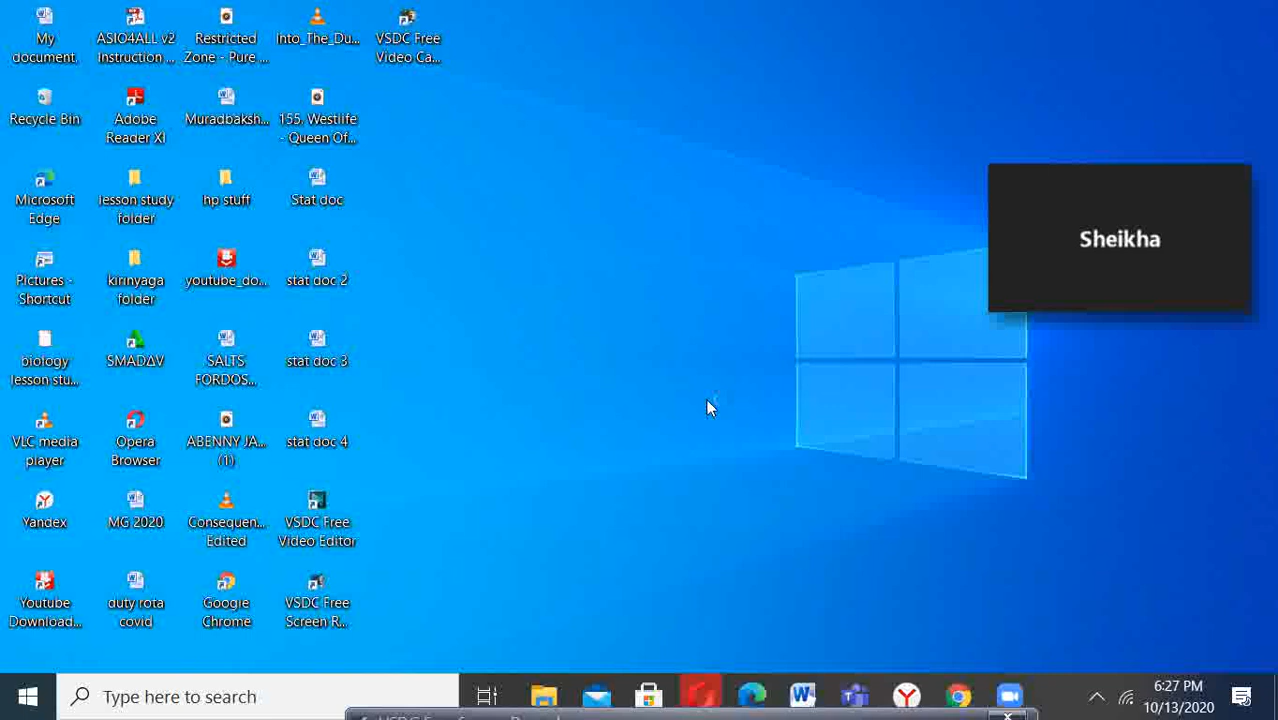 My
document.
ASIO4ALL v2
Instruction ...
Restricted
Zone - Pure ...
Into_The_Du...
VSDC Free
Video Ca...
Recycle Bin
Adobe
Reader XI
Muradbaksh...
155. Westlife
- Queen Of...
Microsoft
Edge
lesson study
folder
hp stuff
Stat doc
Pictures -
Shortcut
kirinyaga
folder
youtube_do...
stat doc 2
biology
lesson stu...
SMADΔV
SALTS
FORDOS...
stat doc 3
VLC media
player
Opera
Browser
ABENNY JA...
(1)
stat doc 4
Yandex
MG 2020
Consequen...
Edited
VSDC Free
Video Editor
Youtube
Download...
duty rota
covid
Google
Chrome
VSDC Free
Screen R...
Sheikha
Type here to search
6:27 PM
10/13/2020